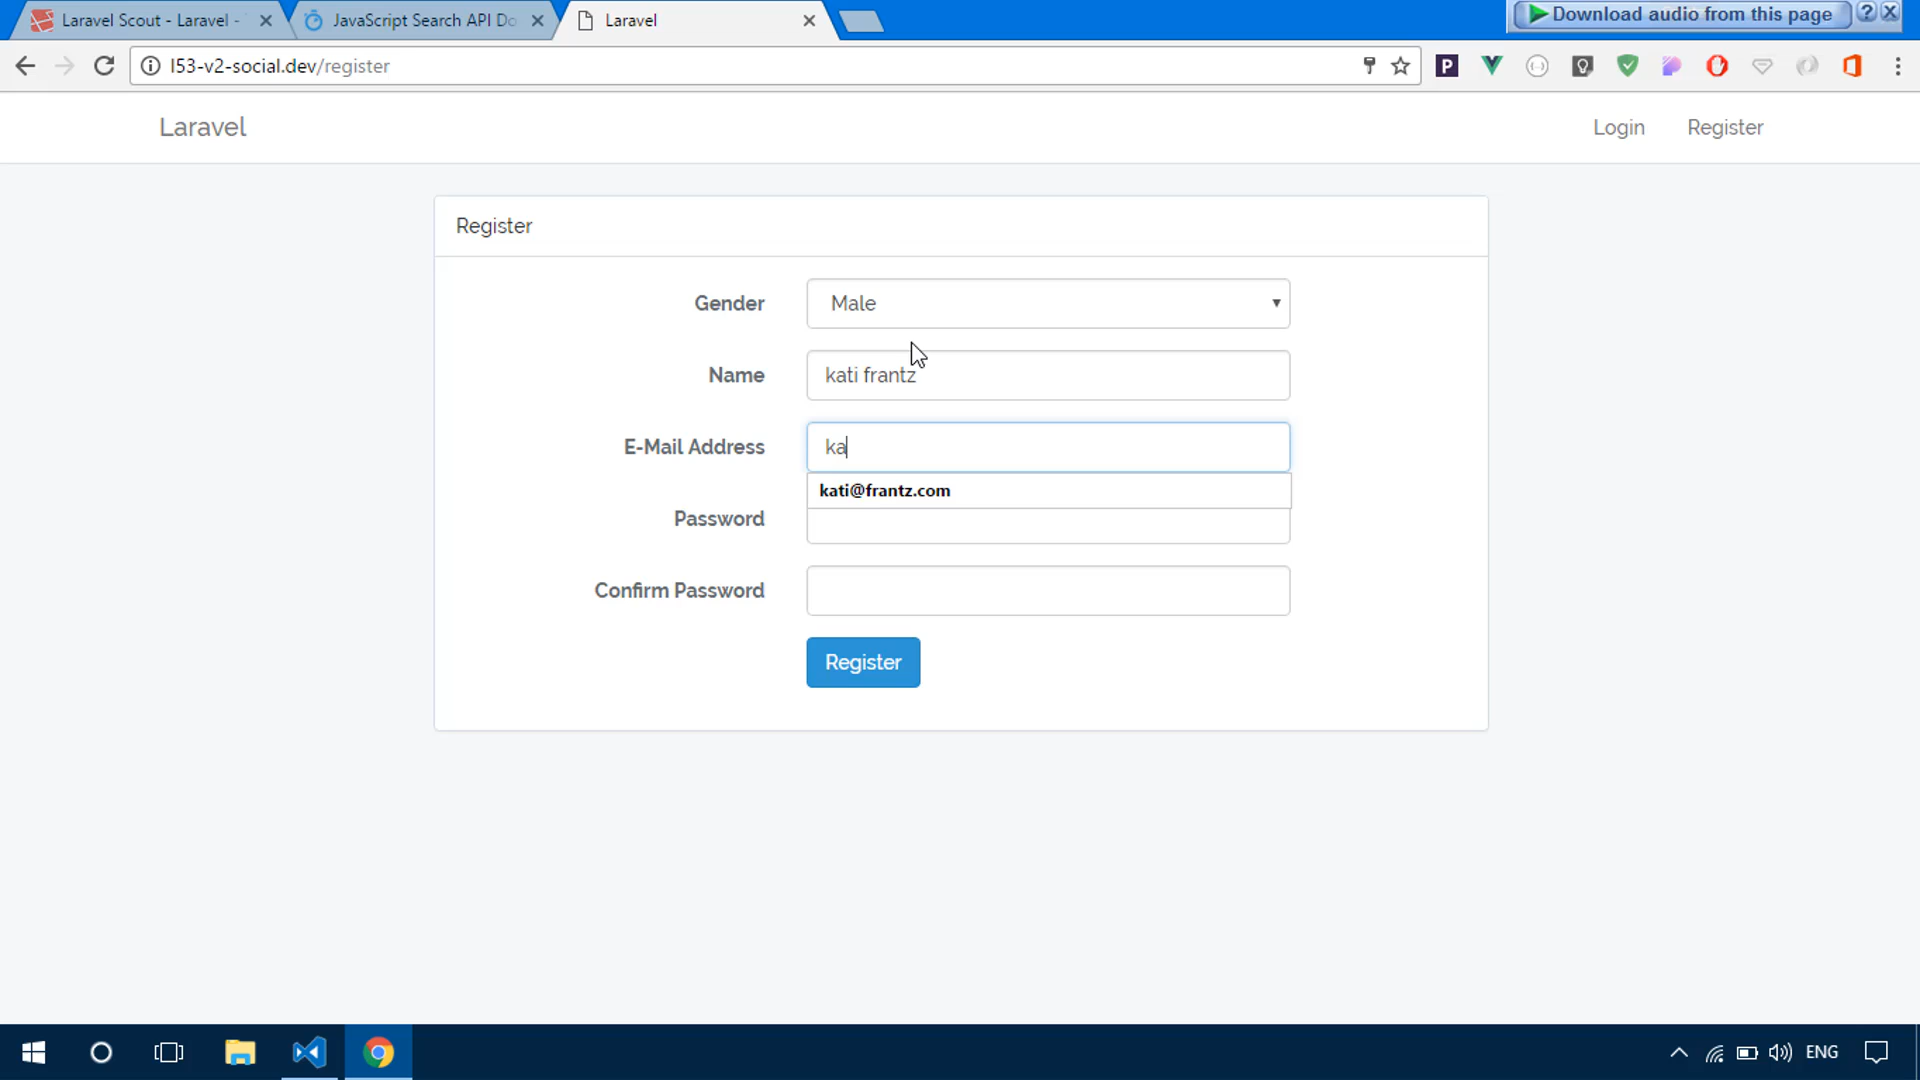 Laravel Scout - Laravel -
JavaScript Search API Do
Laravel
Download audio from this page
l53-v2-social.dev/register
Laravel
Login
Register
Register
Gender
Male
Name
kati frantz
E-Mail Address
ka
kati@frantz.com
Password
Confirm Password
Register
ENG